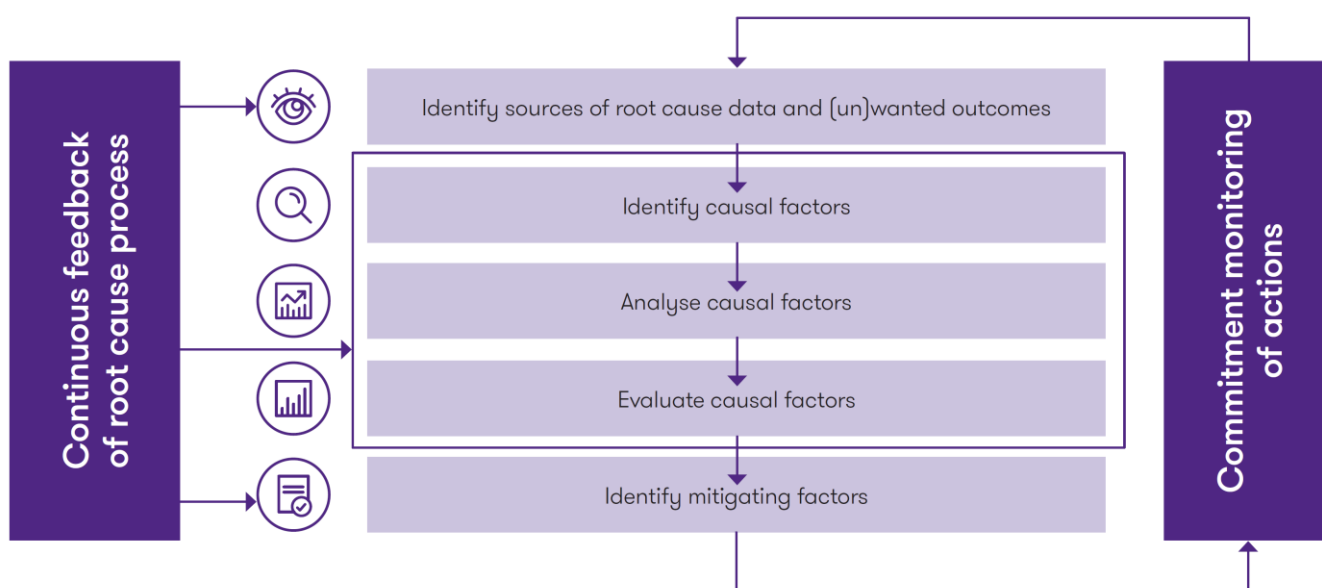 Continuous feedback
of root cause process
Identify sources of root cause data and (un)wanted outcomes
Identify causal factors
Analyse causal factors
Evaluate causal factors
Identify mitigating factors
Commitment monitoring
of actions